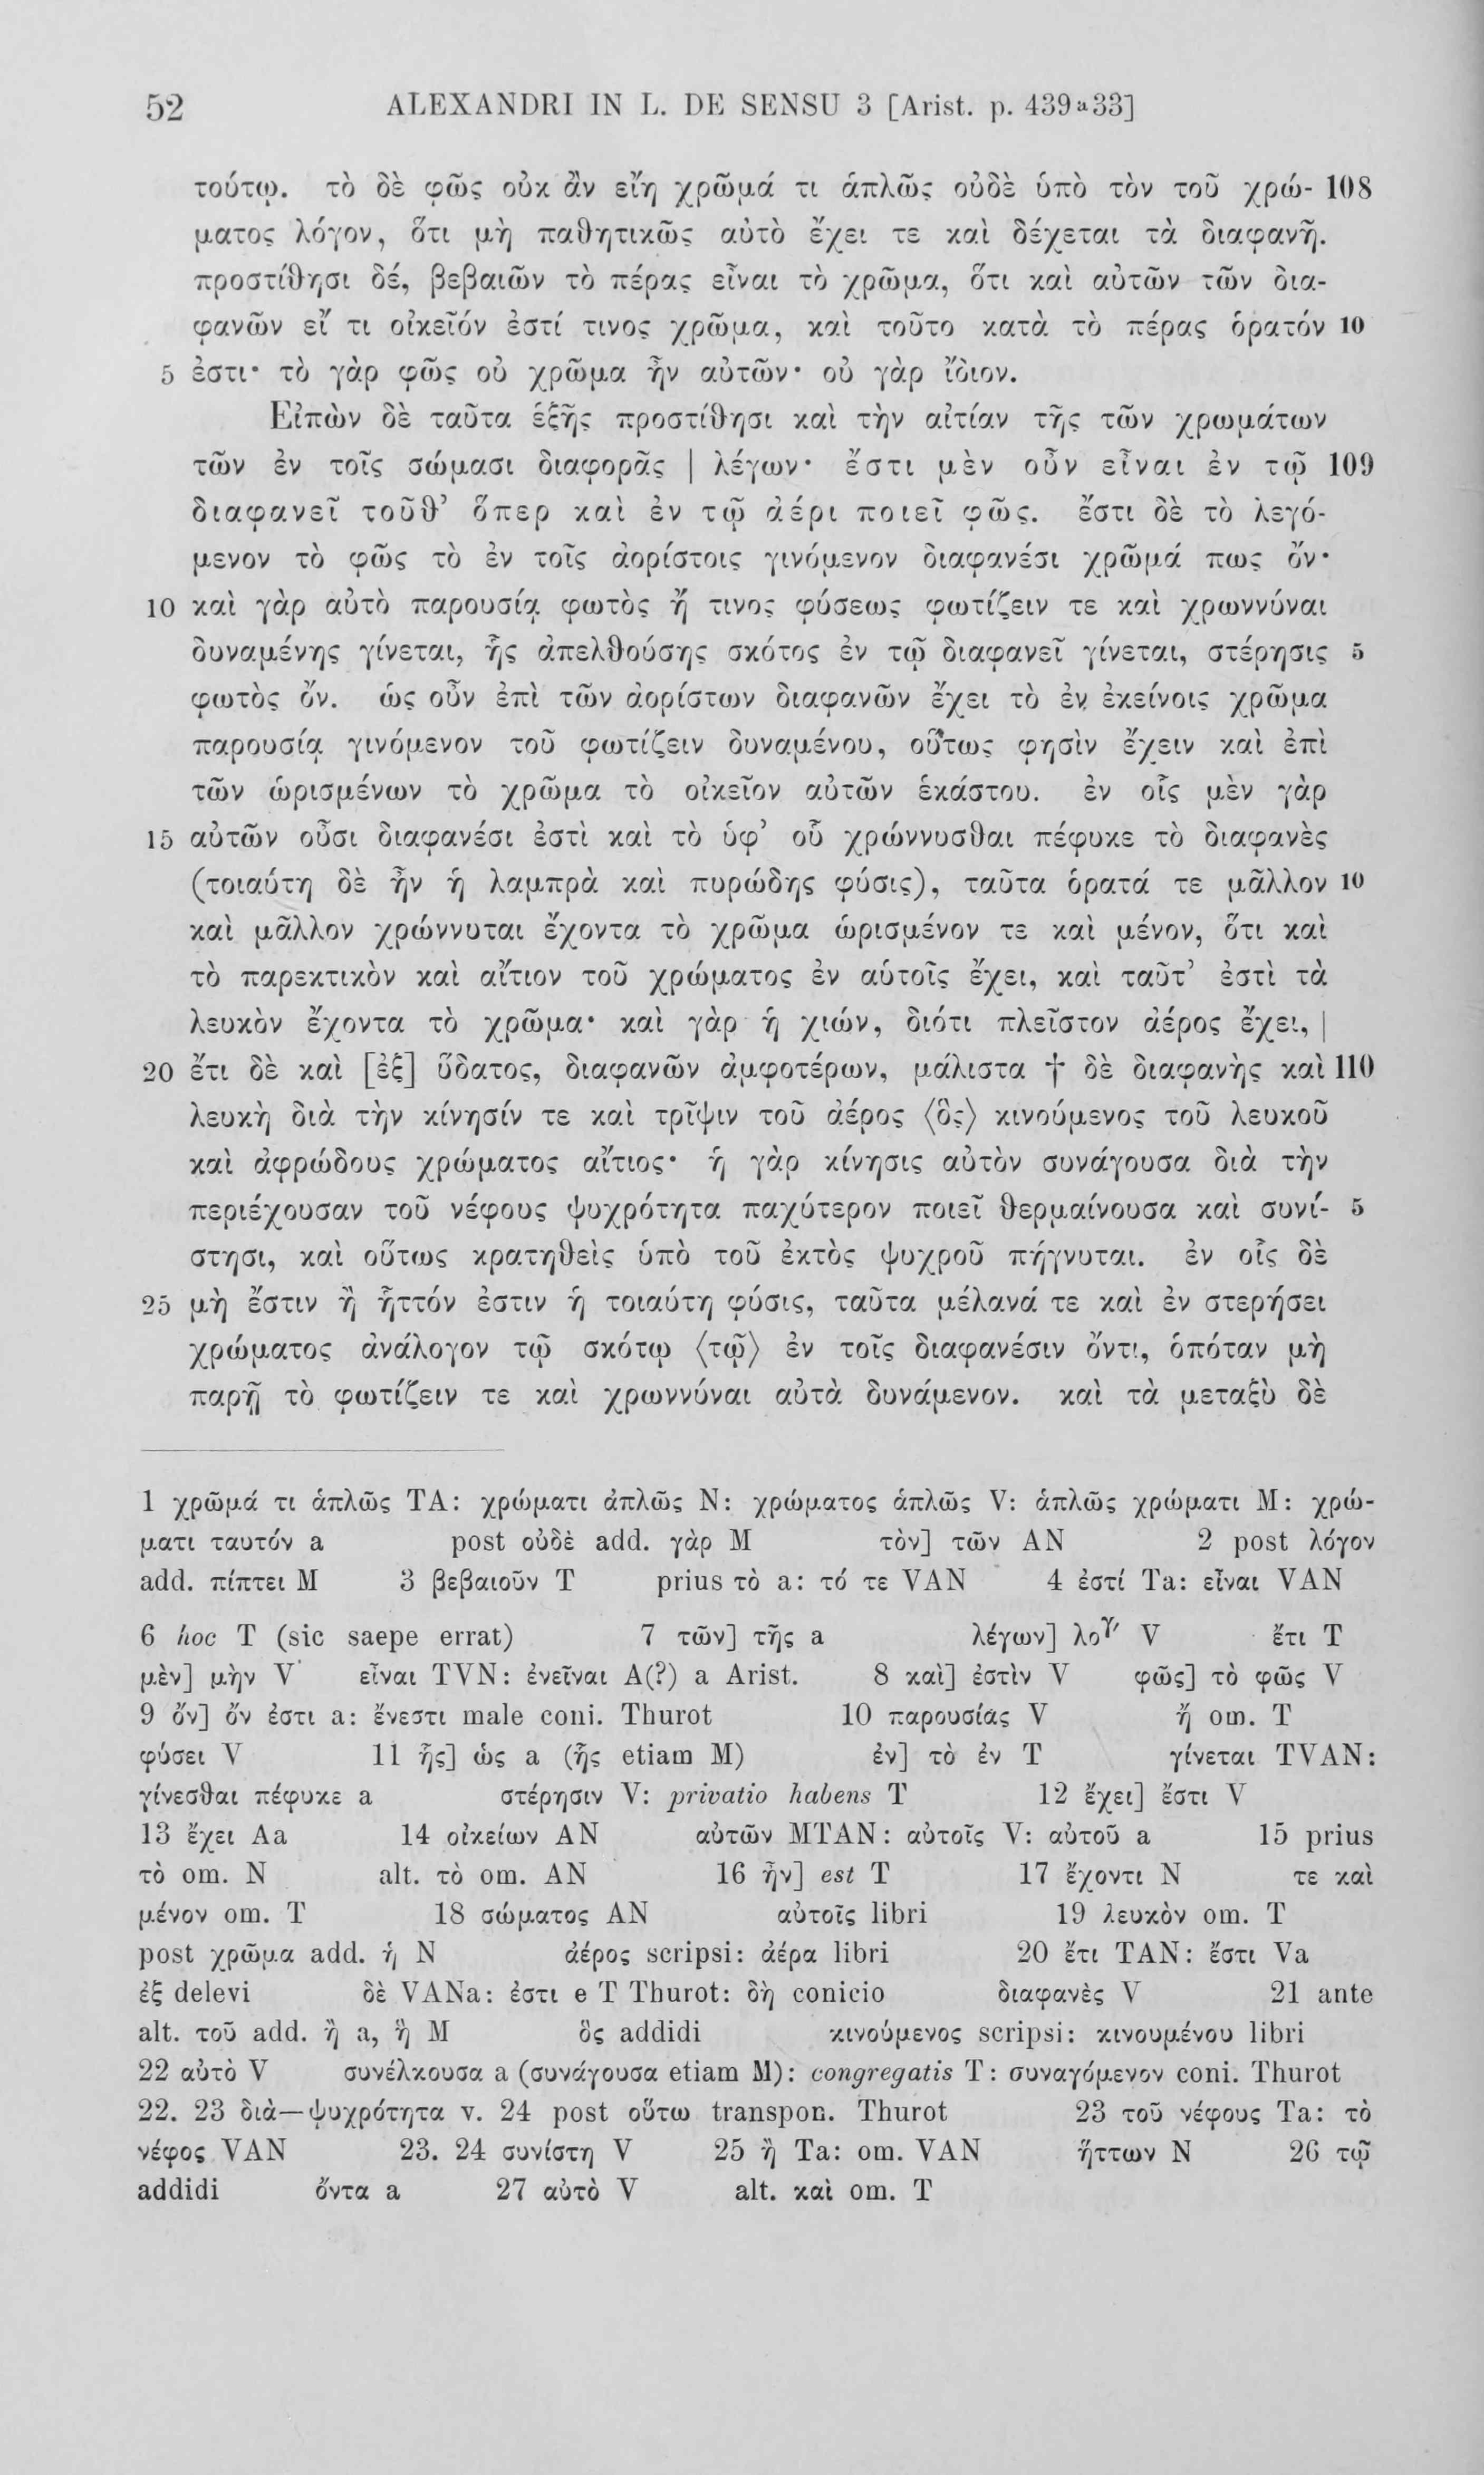 52 ALEXANDRI IN L. DE SENSU 3 [Arist. p. 439a33]
τούτῳ. τὸ δὲ φῶς οὐκ ἂν εἴη χρῶμά τι ἁπλῶς οὐδὲ ὑπὸ τὸν τοῦ χρώ- 108
ματος λόγον, ὅτι μὴ παθητικῶς αὐτὸ ἔχει τε καὶ δέχεται τὰ διαφανῆ.
προστίθησι δέ, βεβαιῶν τὸ πέρας εἶναι τὸ χρῶμα, ὅτι καὶ αὐτῶν τῶν δια-
φανῶν εἴ τι οἰκεῖόν ἐστί τινος χρῶμα, καὶ τοῦτο κατὰ τὸ πέρας ὁρατόν 10
5 ἐστι· τὸ γὰρ φῶς οὐ χρῶμα ἦν αὐτῶν· οὐ γὰρ ἴδιον.
Εἰπὼν δὲ ταῦτα ἑξῆς προστίθησι καὶ τὴν αἰτίαν τῆς τῶν χρωμάτων
τῶν ἐν τοῖς σώμασι διαφορᾶς | λέγων· ἔστι μὲν οὖν εἶναι ἐν τῷ 109
διαφανεῖ τοῦθ’ ὅπερ καὶ ἐν τῷ ἀέρι ποιεῖ φῶς. ἔστι δὲ τὸ λεγό-
μενον τὸ φῶς τὸ ἐν τοῖς ἀορίστοις γινόμενον διαφανέσι χρῶμά πως ὄν·
10 καὶ γὰρ αὐτὸ παρουσίᾳ φωτὸς ἤ τινος φύσεως φωτίζειν τε καὶ χρωννύναι
δυναμένης γίνεται, ἧς ἀπελθούσης σκότος ἐν τῷ διαφανεῖ γίνεται, στέρησις 5
φωτὸς ὄν. ὡς οὖν ἐπὶ τῶν ἀορίστων διαφανῶν ἔχει τὸ ἐν ἐκείνοις χρῶμα
παρουσίᾳ γινόμενον τοῦ φωτίζειν δυναμένου, οὕτως φησὶν ἔχειν καὶ ἐπὶ
τῶν ὡρισμένων τὸ χρῶμα τὸ οἰκεῖον αὐτῶν ἑκάστου. ἐν οἷς μὲν γὰρ
15 αὐτῶν οὖσι διαφανέσι ἐστὶ καὶ τὸ ὑφ’ οὗ χρώννυσθαι πέφυκε τὸ διαφανὲς
(τοιαύτη δὲ ἦν ἡ λαμπρὰ καὶ πυρώδης φύσις), ταῦτα ὁρατά τε μᾶλλον 10
καὶ μᾶλλον χρώννυται ἔχοντα τὸ χρῶμα ὡρισμένον τε καὶ μένον, ὅτι καὶ
τὸ παρεκτικὸν καὶ αἴτιον τοῦ χρώματος ἐν αὑτοῖς ἔχει, καὶ ταῦτ’ ἐστὶ τὰ
λευκὸν ἔχοντα τὸ χρῶμα· καὶ γὰρ ἡ χιών, διότι πλεῖστον ἀέρος ἔχει, |
20 ἔτι δὲ καὶ [ἐξ] ὕδατος, διαφανῶν ἀμφοτέρων, μάλιστα † δὲ διαφανὴς καὶ 110
λευκὴ διὰ τὴν κίνησίν τε καὶ τρῖψιν τοῦ ἀέρος ⟨ὃς⟩ κινούμενος τοῦ λευκοῦ
καὶ ἀφρώδους χρώματος αἴτιος· ἡ γὰρ κίνησις αὐτὸν συνάγουσα διὰ τὴν
περιέχουσαν τοῦ νέφους ψυχρότητα παχύτερον ποιεῖ θερμαίνουσα καὶ συνί- 5
στησι, καὶ οὕτως κρατηθεὶς ὑπὸ τοῦ ἐκτὸς ψυχροῦ πήγνυται. ἐν οἷς δὲ
25 μὴ ἔστιν ἢ ἧττόν ἐστιν ἡ τοιαύτη φύσις, ταῦτα μέλανά τε καὶ ἐν στερήσει
χρώματος ἀνάλογον τῷ σκότῳ ⟨τῷ⟩ ἐν τοῖς διαφανέσιν ὄντι, ὁπόταν μὴ
παρῇ τὸ φωτίζειν τε καὶ χρωννύναι αὐτὰ δυνάμενον. καὶ τὰ μεταξὺ δὲ
1 χρῶμά τι ἁπλῶς TA: χρώματι ἁπλῶς N: χρώματος ἁπλῶς V: ἁπλῶς χρώματι M: χρώ-
ματι ταυτόν a post οὐδὲ add. γὰρ M τὸν] τῶν AN 2 post λόγον
add. πίπτει M 3 βεβαιοῦν T prius τὸ a: τό τε VAN 4 ἐστί Ta: εἶναι VAN
6 hoc T (sic saepe errat) 7 τῶν] τῆς a λέγων] λογ′ V ἔτι T
μὲν] μὴν V εἶναι TVN: ἐνεῖναι A(?) a Arist. 8 καὶ] ἐστὶν V φῶς] τὸ φῶς V
9 ὄν] ὄν ἐστι a: ἔνεστι male coni. Thurot 10 παρουσίας V ἤ om. T
φύσει V 11 ἧς] ὡς a (ἧς etiam M) ἐν] τὸ ἐν T γίνεται TVAN:
γίνεσθαι πέφυκε a στέρησιν V: privatio habens T 12 ἔχει] ἔστι V
13 ἔχει Aa 14 οἰκείων AN αὐτῶν MTAN: αὐτοῖς V: αὐτοῦ a 15 prius
τὸ om. N alt. τὸ om. AN 16 ἦν] est T 17 ἔχοντι N τε καὶ
μένον om. T 18 σώματος AN αὐτοῖς libri 19 λευκὸν om. T
post χρῶμα add. ἡ N ἀέρος scripsi: ἀέρα libri 20 ἔτι TAN: ἔστι Va
ἐξ delevi δὲ VANa: ἐστι e T Thurot: δὴ conicio διαφανὲς V 21 ante
alt. τοῦ add. ἢ a, ᾗ M ὃς addidi κινούμενος scripsi: κινουμένου libri
22 αὐτὸ V συνέλκουσα a (συνάγουσα etiam M): congregatis T: συναγόμενον coni. Thurot
22. 23 διὰ—ψυχρότητα v. 24 post οὕτω transpon. Thurot 23 τοῦ νέφους Ta: τὸ
νέφος VAN 23. 24 συνίστη V 25 ἢ Ta: om. VAN ἥττων N 26 τῷ
addidi ὄντα a 27 αὐτὸ V alt. καὶ om. T